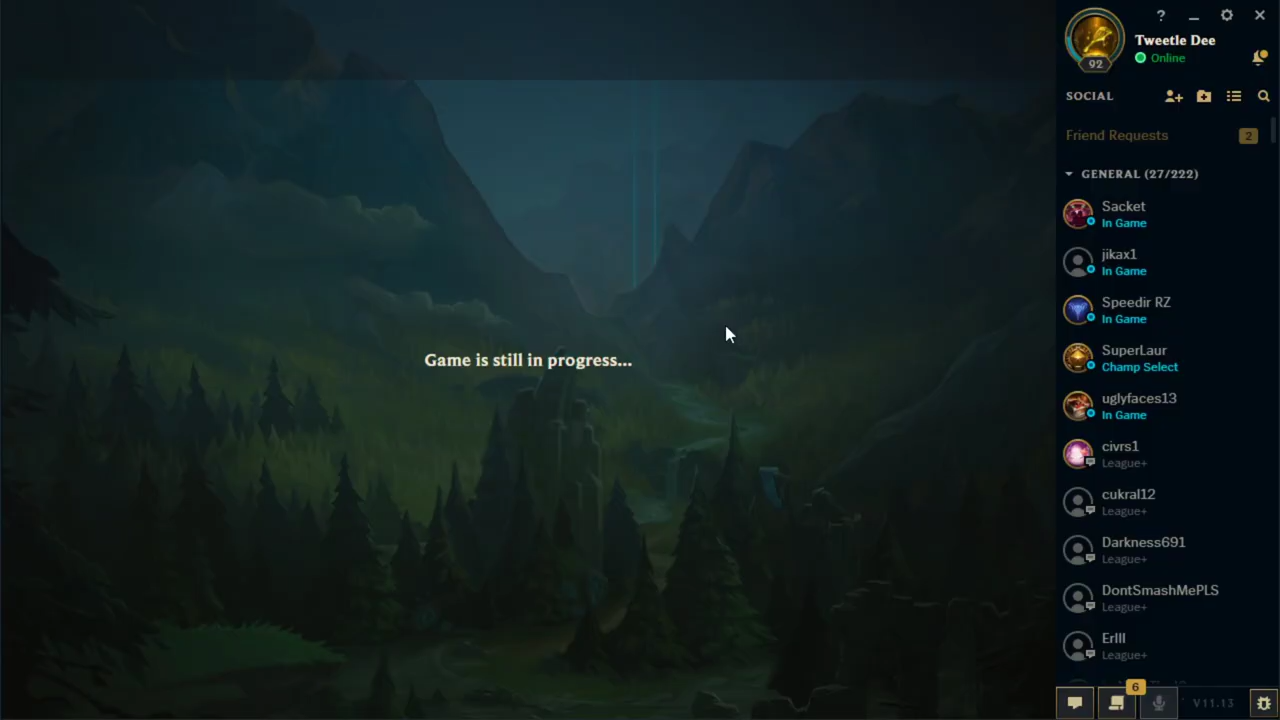 ?
Tweetle Dee
92
Online
SOCIAL
Friend Requests
2
GENERAL (27/222)
Sacket
In Game
jikax1
In Game
Speedir RZ
In Game
SuperLaur
Champ Select
Game is still in progress...
uglyfaces13
In Game
civrs1
League+
cukral12
League+
Darkness691
League+
DontSmashMePLS
League+
League+
6
V11.13